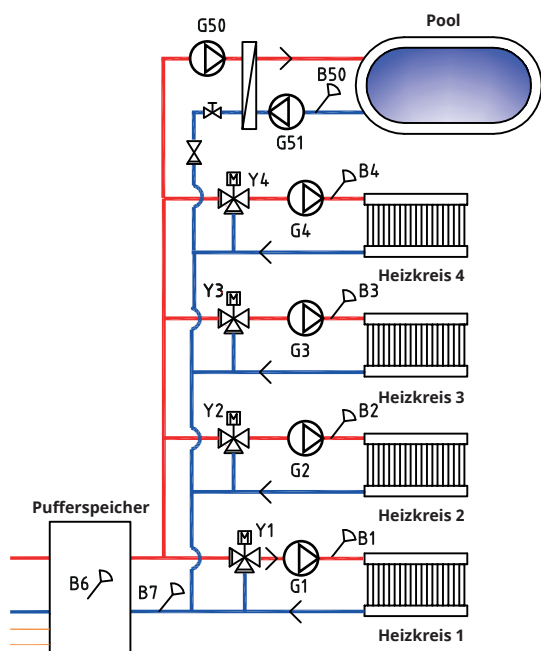 Pool
G50
B50
G51
M
Y4
B4
G4
Heizkreis 4
Y3
M
B3
G3
Heizkreis 3
Y2
M
B2
G2
Heizkreis 2
Pufferspeicher
M
Y1
B1
G1
B6
B7
Heizkreis 1